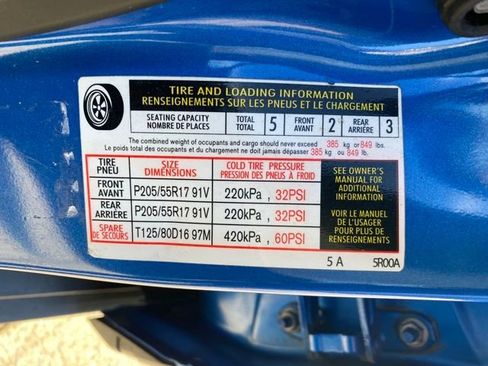 TIRE AND LOADING INFORMATION
RENSEIGNEMENTS SUR LES PNEUS ET LE CHARGEMENT
SEATING CAPACITY TOTAL 5 FRONT 2 REAR 3
NOMBRE DE PLACES TOTAL AVANT ARRIÈRE
The combined weight of occupants and cargo should never exceed 385 kg or 849 lbs.
Le poids total des occupants et du chargement ne doit jamais dépasser 385 kg ou 849 lb.
TIRE SIZE COLD TIRE PRESSURE
PNEU DIMENSIONS PRESSION DES PNEUS À FROID
FRONT AVANT P205/55R17 91V 220kPa , 32PSI
REAR ARRIÈRE P205/55R17 91V 220kPa , 32PSI
SPARE DE SECOURS T125/80D16 97M 420kPa , 60PSI
SEE OWNER'S
MANUAL FOR
ADDITIONAL
INFORMATION
VOIR LE MANUEL
DE L'USAGER
POUR PLUS DE
RENSEIGNEMENTS
5 A 5R00A